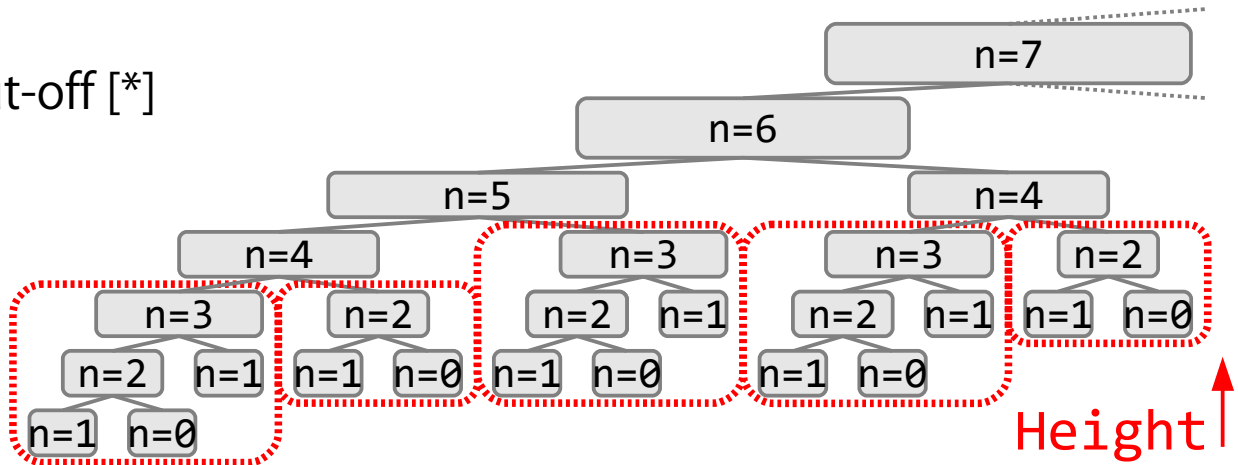 n=7
t-off [*]
n=6
n=5 n=4
n=4 n=3 n=3 n=2
n=3 n=2 n=2 n=1 n=2 n=1 n=1 n=0
n=2 n=1 n=1 n=0 n=1 n=0 n=1 n=0
n=1 n=0
Height